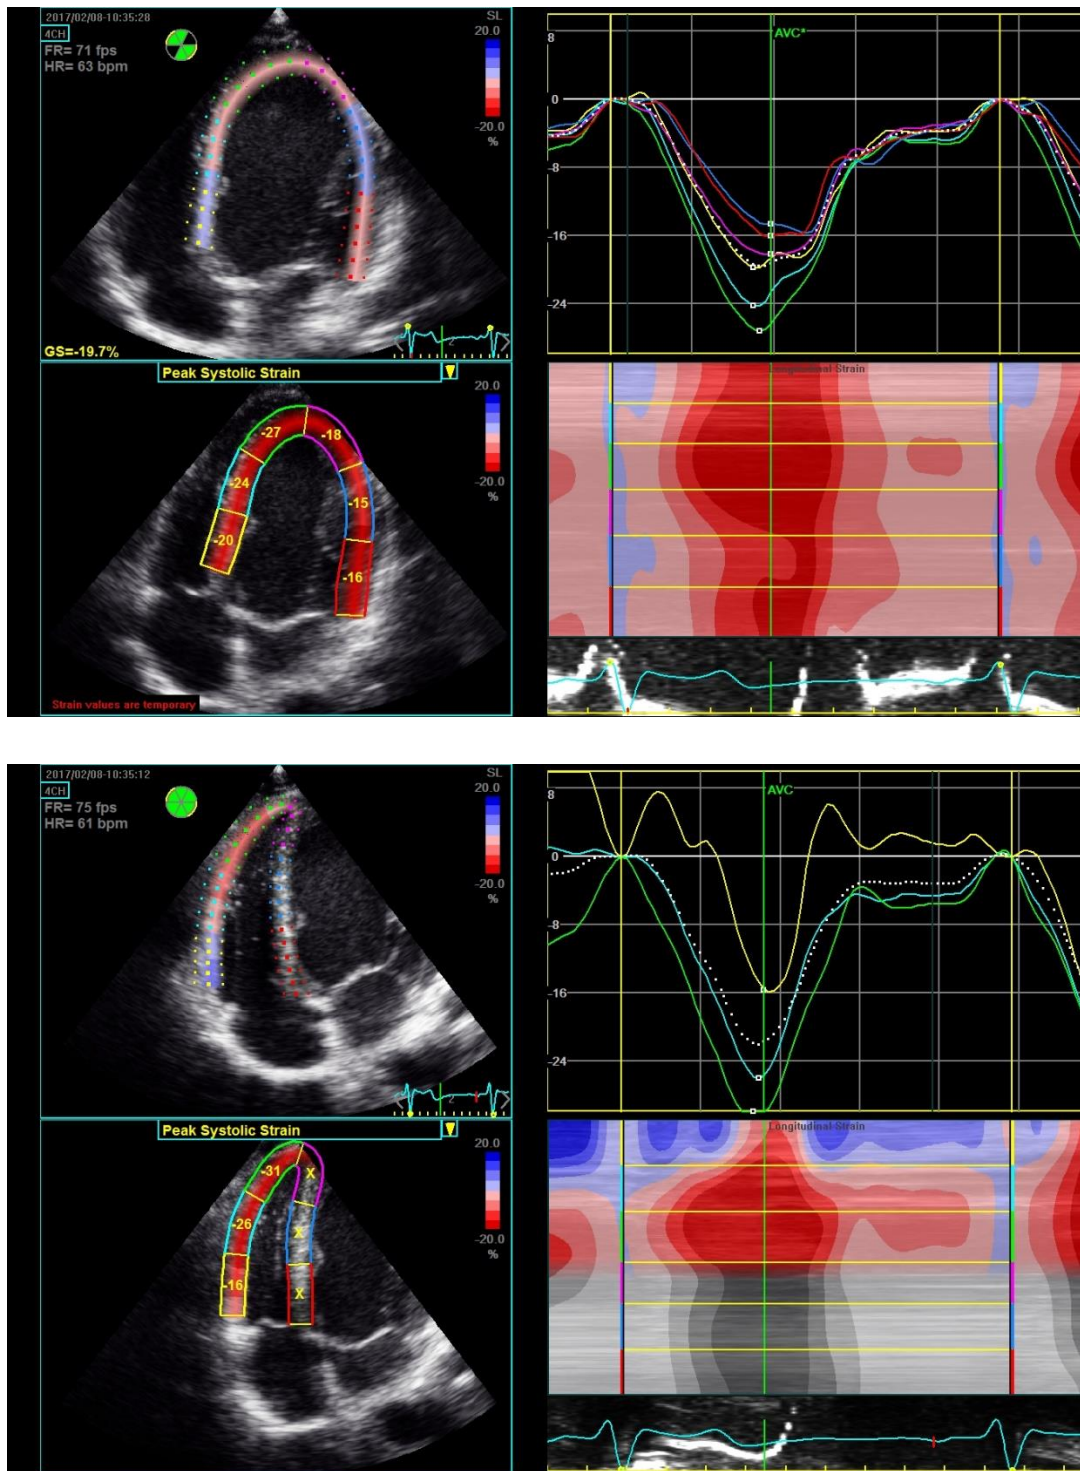 2017/02/08-10:35:28
4CH
FR= 71 fps
HR= 63 bpm
SL
20.0
-20.0
%
GS=-19.7%
2
AVC*
8
0
-8
-16
-24
Peak Systolic Strain
20.0
-20.0
%
-27
-18
-24
-15
-20
-16
Strain values are temporary
Longitudinal Strain
2017/02/08-10:35:12
4CH
FR= 75 fps
HR= 61 bpm
SL
20.0
-20.0
%
2
AVC
8
0
-8
-16
-24
Peak Systolic Strain
20.0
-20.0
%
-31
X
-26
X
-16
X
Longitudinal Strain